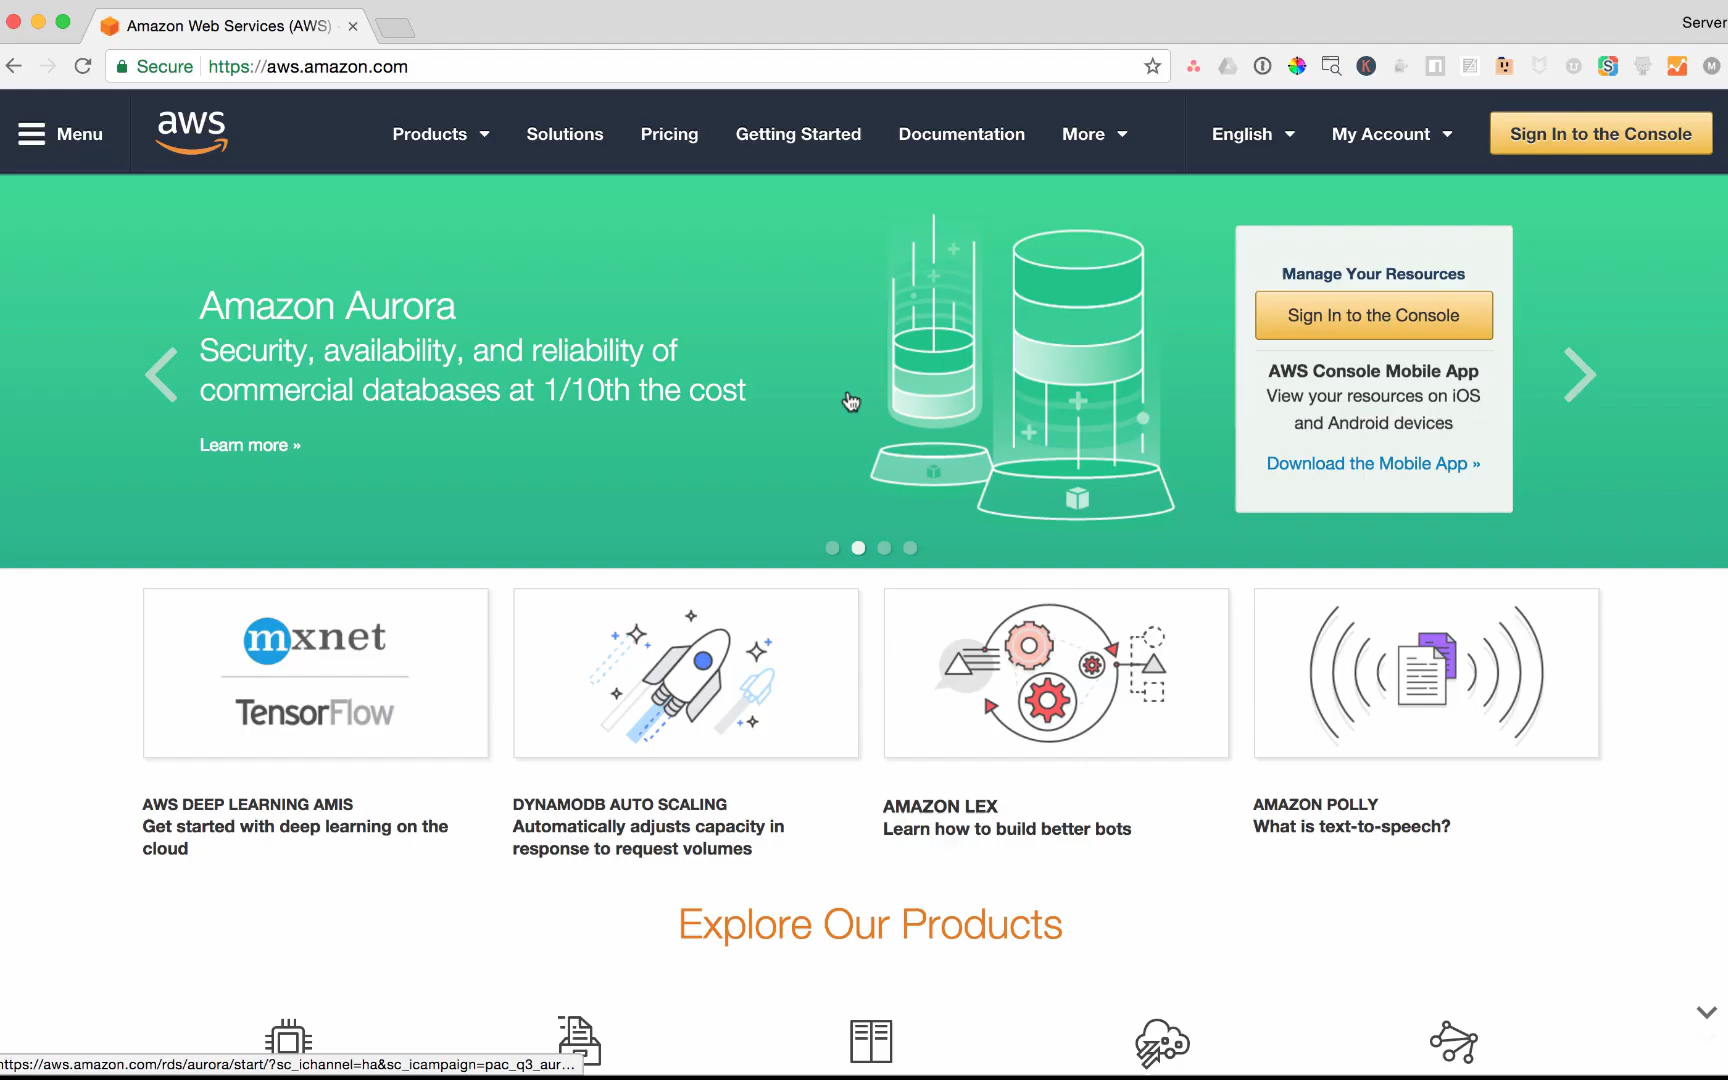 Amazon Web Services (AWS)
Server
Secure
https://aws.amazon.com
Menu
aws
Products
Solutions
Pricing
Getting Started
Documentation
More
English
My Account
Sign In to the Console
Amazon Aurora
Security, availability, and reliability of
commercial databases at 1/10th the cost
Learn more »
Manage Your Resources
Sign In to the Console
AWS Console Mobile App
View your resources on iOS
and Android devices
Download the Mobile App »
mxnet
TensorFlow
AWS DEEP LEARNING AMIS
Get started with deep learning on the
cloud
DYNAMODB AUTO SCALING
Automatically adjusts capacity in
response to request volumes
AMAZON LEX
Learn how to build better bots
AMAZON POLLY
What is text-to-speech?
Explore Our Products
https://aws.amazon.com/rds/aurora/start/?sc_ichannel=ha&sc_icampaign=pac_q3_aur...